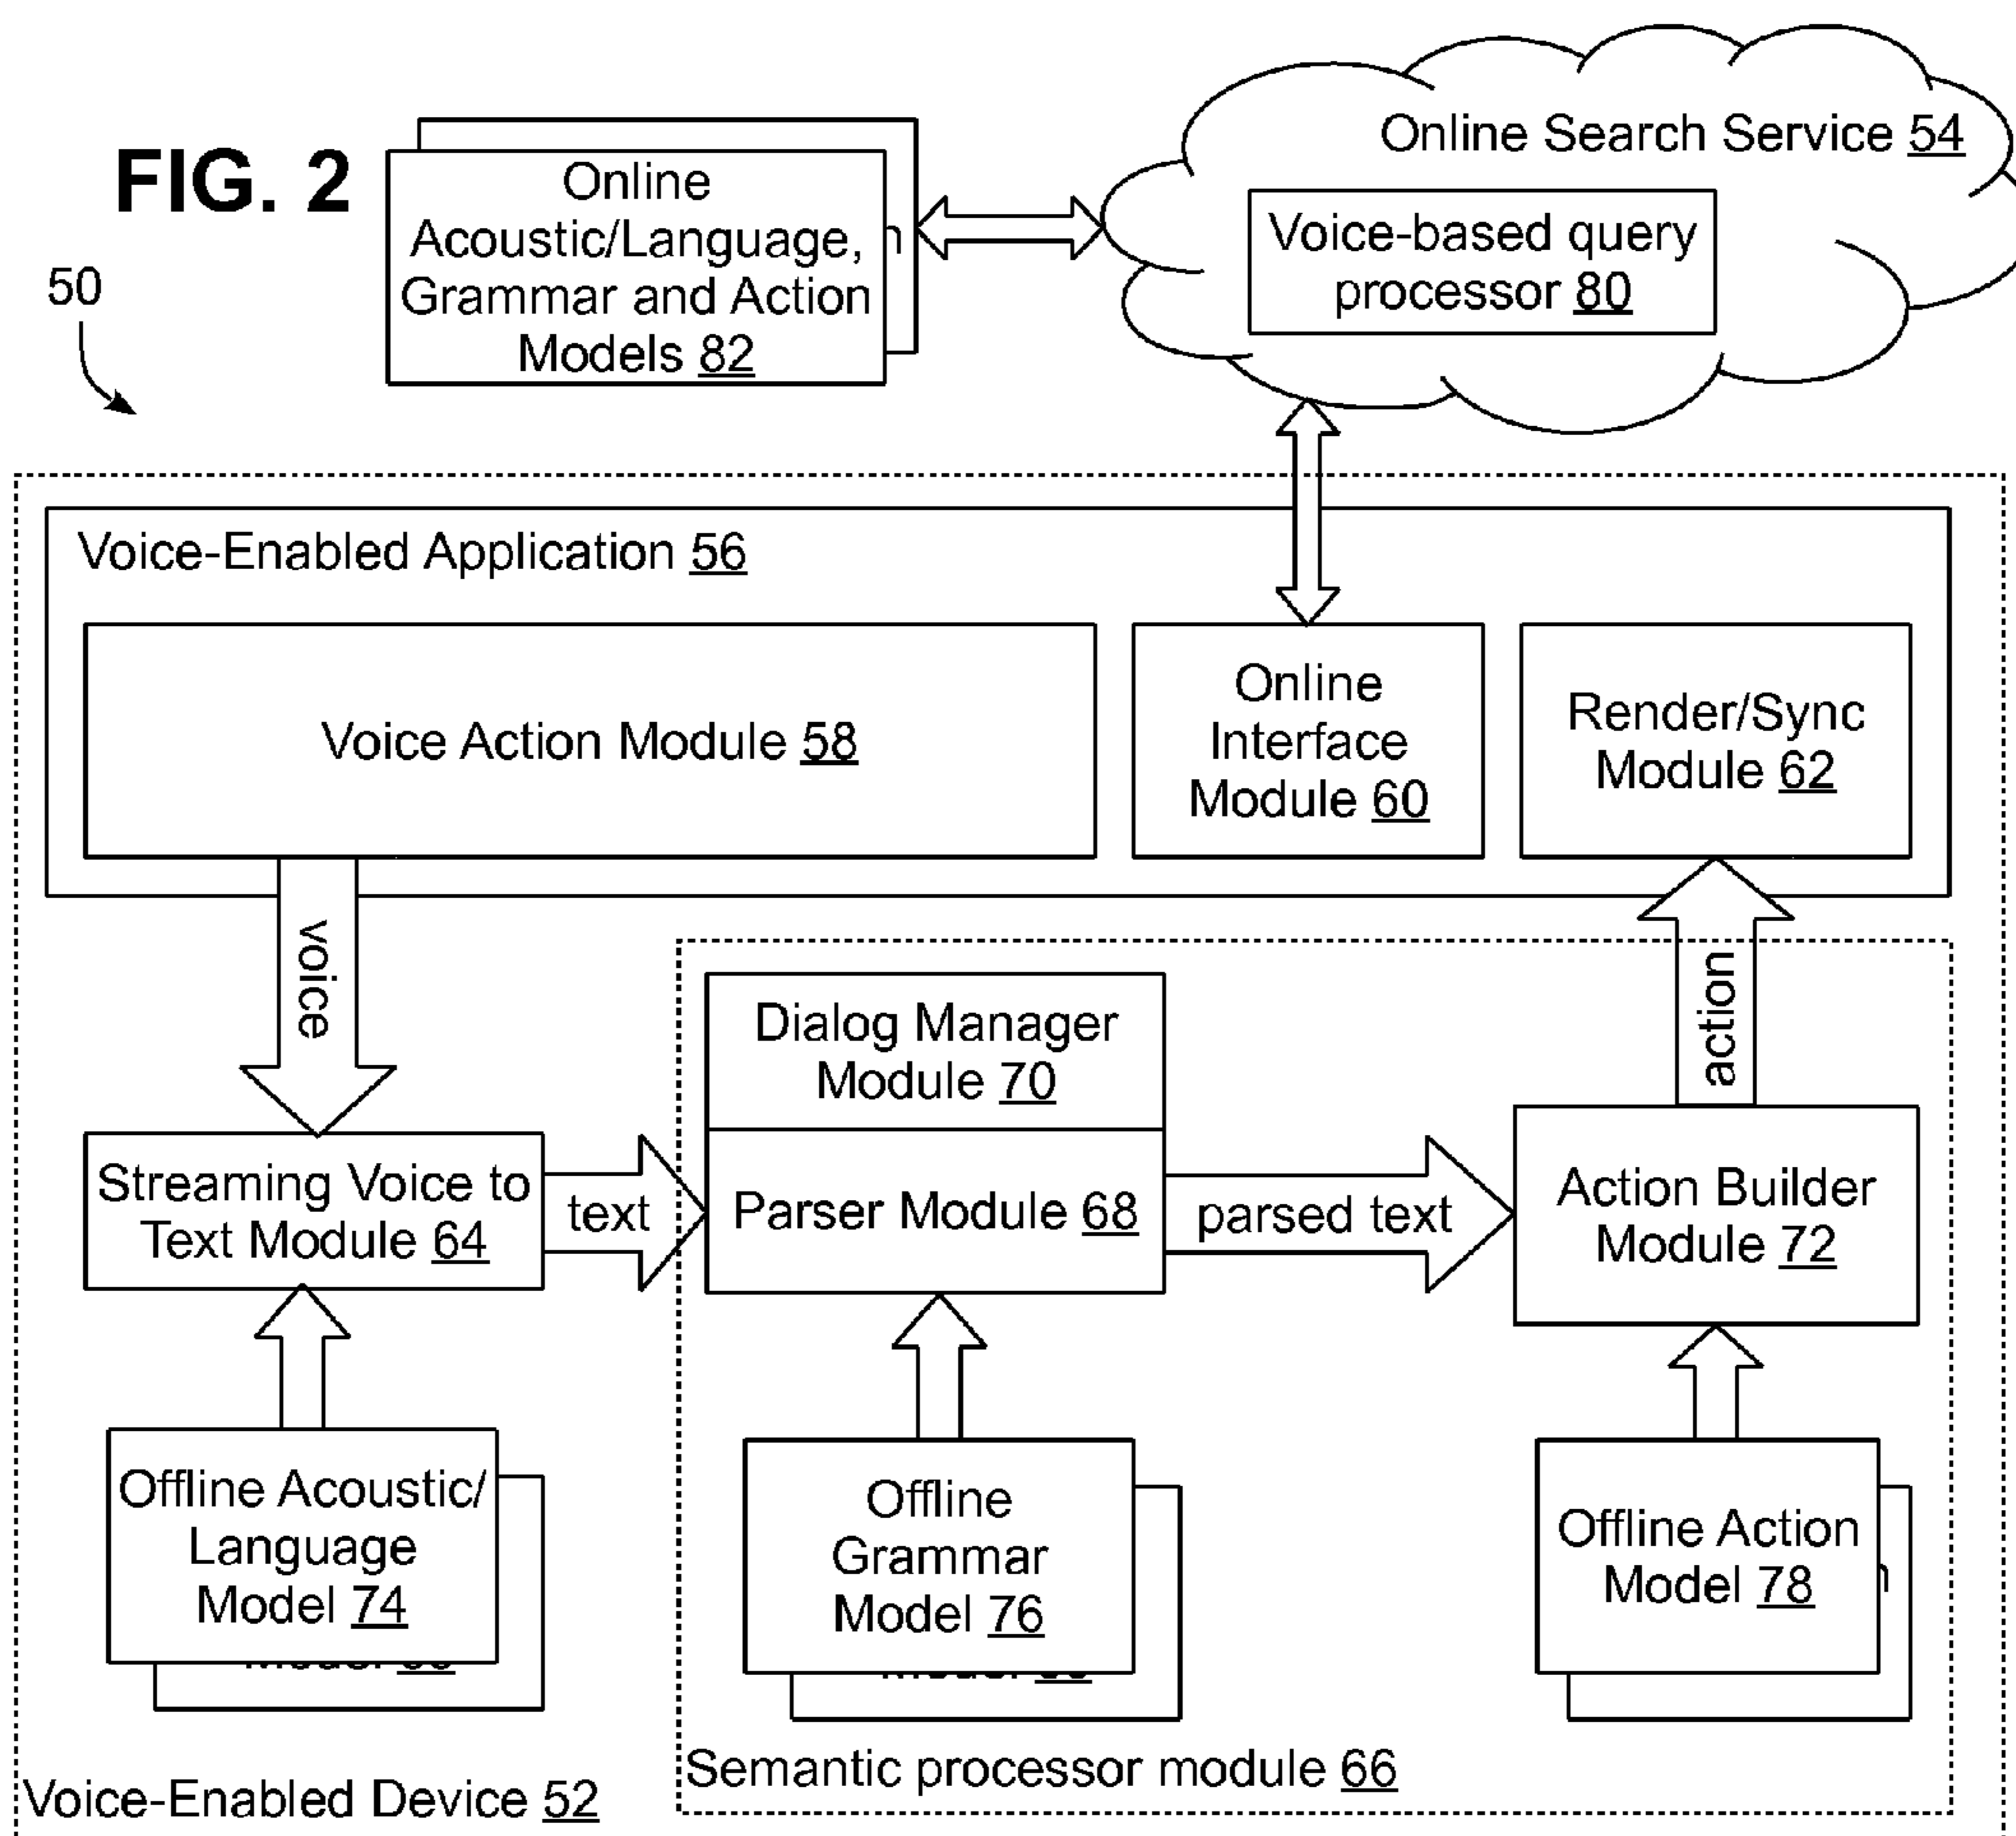 FIG. 2
50
Online
Acoustic/Language,
Grammar and Action
Models 82
Online Search Service 54
Voice-based query
processor 80
Voice-Enabled Application 56
Voice Action Module 58
Online
Interface
Module 60
Render/Sync
Module 62
voice
action
Dialog Manager
Module 70
Streaming Voice to
Text Module 64
text
Parser Module 68
parsed text
Action Builder
Module 72
Offline Acoustic/
Language
Model 74
Offline
Grammar
Model 76
Offline Action
Model 78
Semantic processor module 66
Voice-Enabled Device 52